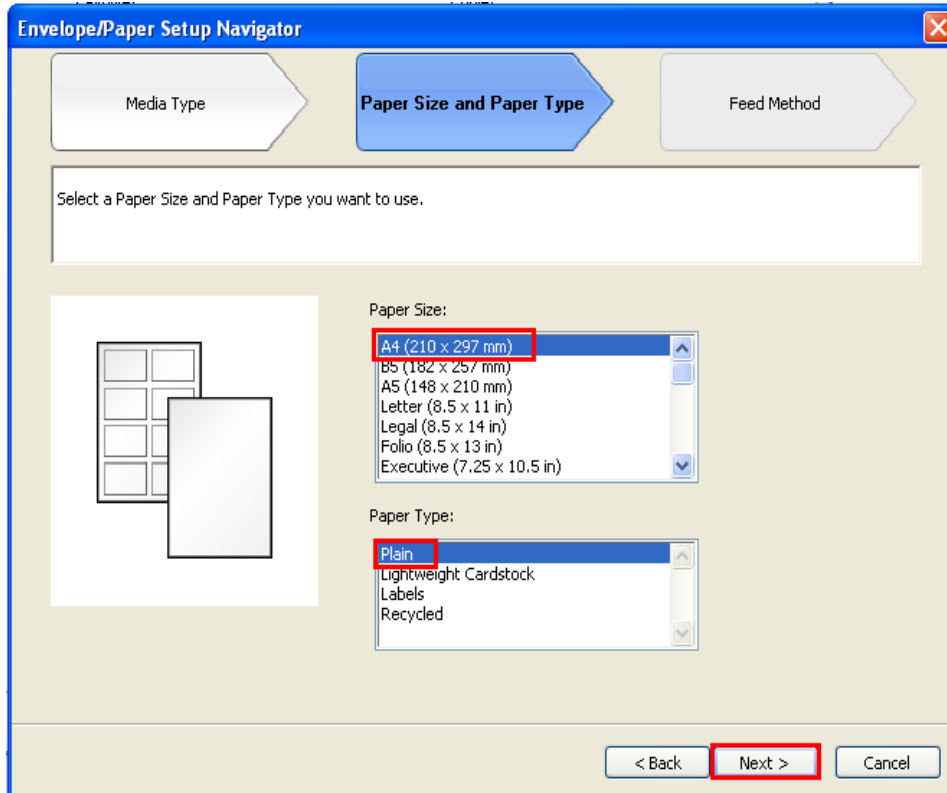 Envelope/Paper Setup Navigator
Media Type
Paper Size and Paper Type
Feed Method
Select a Paper Size and Paper Type you want to use.
Paper Size:
A4 (210 x 297 mm)
B5 (182 x 257 mm)
A5 (148 x 210 mm)
Letter (8.5 x 11 in)
Legal (8.5 x 14 in)
Folio (8.5 x 13 in)
Executive (7.25 x 10.5 in)
Paper Type:
Plain
Lightweight Cardstock
Labels
Recycled
< Back
Next >
Cancel